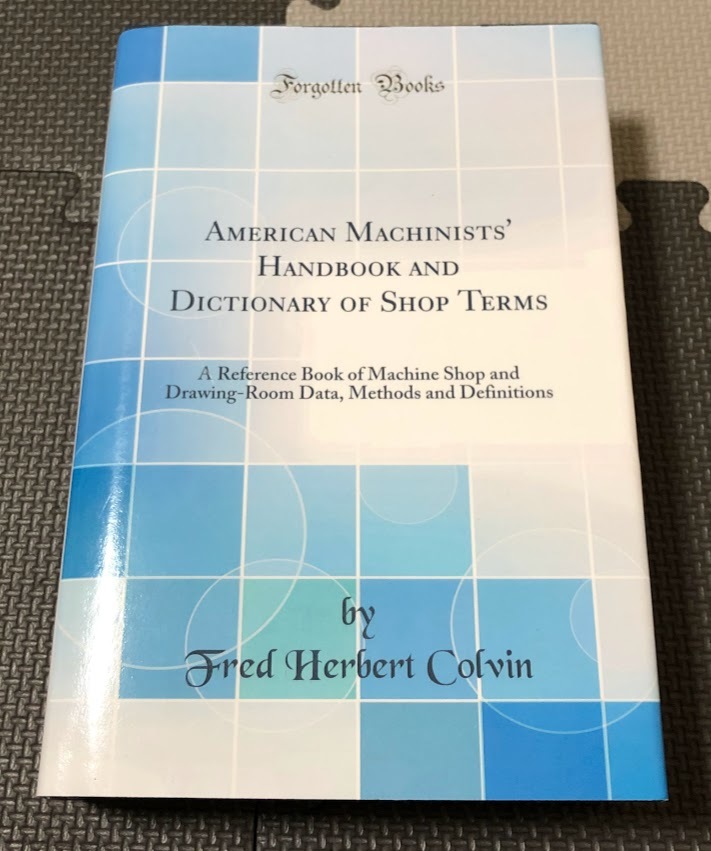 Forgotten Books
American Machinists'
Handbook and
Dictionary of Shop Terms
A Reference Book of Machine Shop and
Drawing-Room Data, Methods and Definitions
by
Fred Herbert Colvin